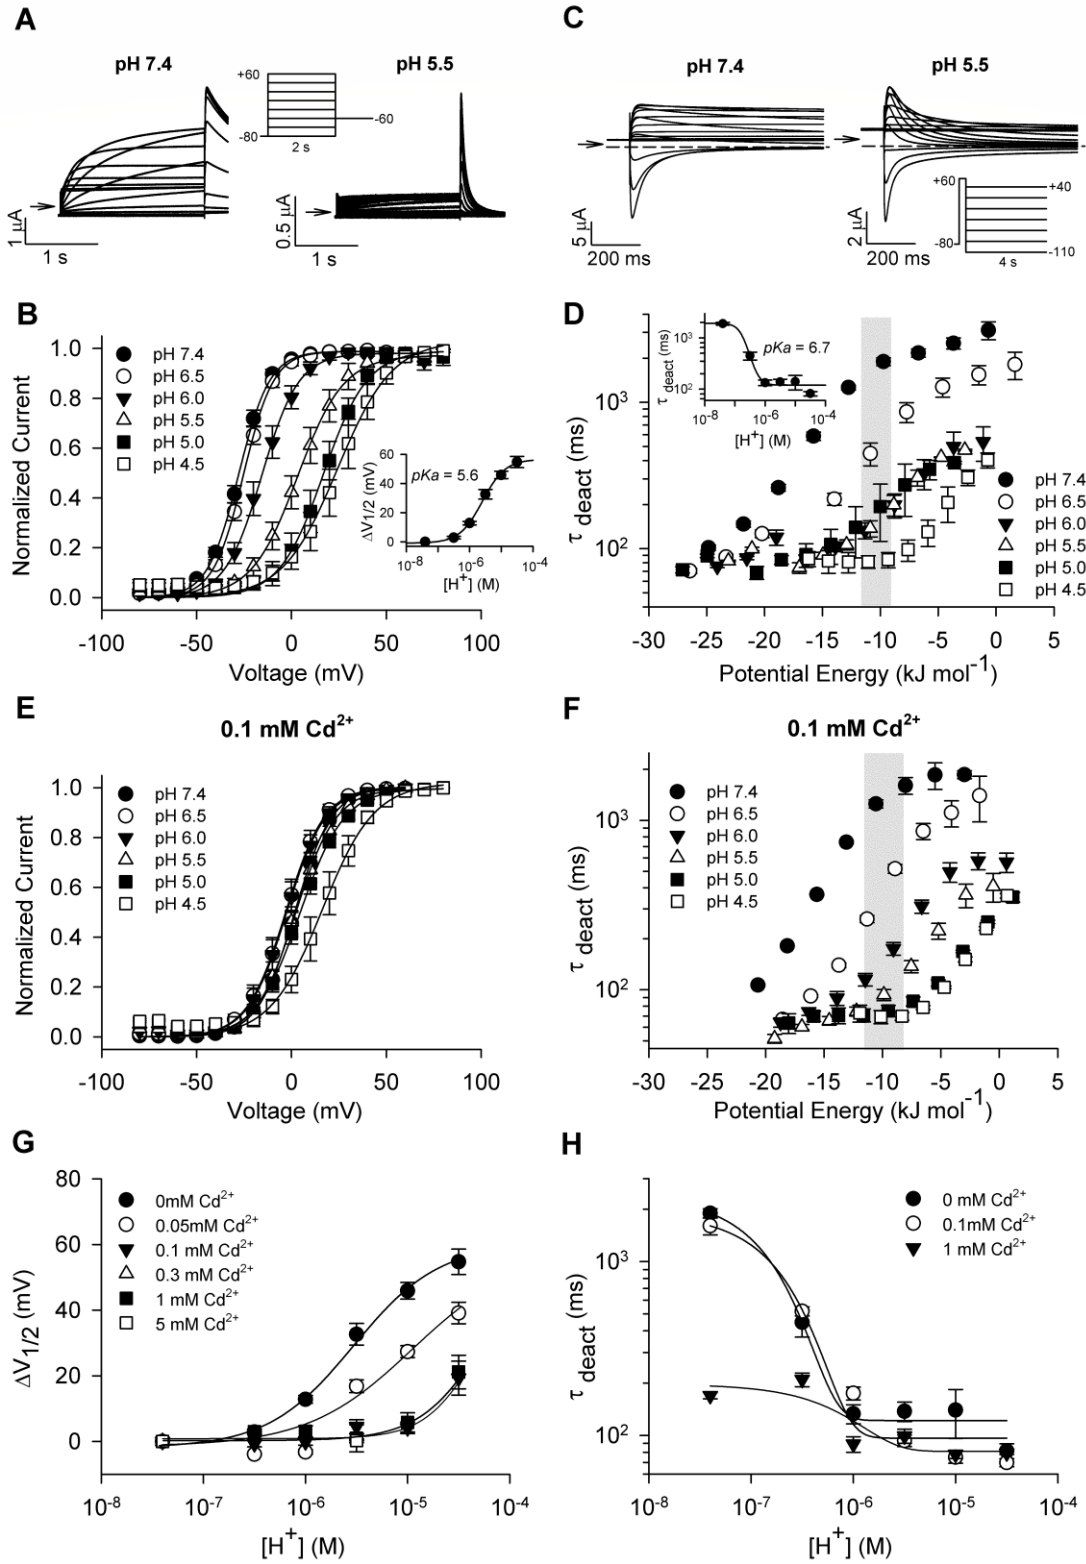 A
pH 7.4
pH 5.5
+60
-80
-60
2 s
1 μA
1 s
0.5 μA
1 s
C
pH 7.4
pH 5.5
5 μA
200 ms
2 μA
200 ms
+60
-80
+40
-110
4 s
B
Normalized Current
1.0
0.8
0.6
0.4
0.2
0.0
pH 7.4
pH 6.5
pH 6.0
pH 5.5
pH 5.0
pH 4.5
-100 -50 0 50 100
Voltage (mV)
ΔV1/2 (mV)
60
40
20
0
pKa = 5.6
10-8 10-6 10-4
[H+] (M)
D
τ deact (ms)
103
102
τ deact (ms)
103
102
pKa = 6.7
10-8 10-6 10-4
[H+] (M)
pH 7.4
pH 6.5
pH 6.0
pH 5.5
pH 5.0
pH 4.5
-30 -25 -20 -15 -10 -5 0 5
Potential Energy (kJ mol-1)
E
0.1 mM Cd2+
Normalized Current
1.0
0.8
0.6
0.4
0.2
0.0
pH 7.4
pH 6.5
pH 6.0
pH 5.5
pH 5.0
pH 4.5
-100 -50 0 50 100
Voltage (mV)
F
0.1 mM Cd2+
τ deact (ms)
103
102
pH 7.4
pH 6.5
pH 6.0
pH 5.5
pH 5.0
pH 4.5
-30 -25 -20 -15 -10 -5 0 5
Potential Energy (kJ mol-1)
G
ΔV1/2 (mV)
80
60
40
20
0
0mM Cd2+
0.05mM Cd2+
0.1 mM Cd2+
0.3 mM Cd2+
1 mM Cd2+
5 mM Cd2+
10-8 10-7 10-6 10-5 10-4
[H+] (M)
H
τ deact (ms)
103
102
0 mM Cd2+
0.1mM Cd2+
1 mM Cd2+
10-8 10-7 10-6 10-5 10-4
[H+] (M)